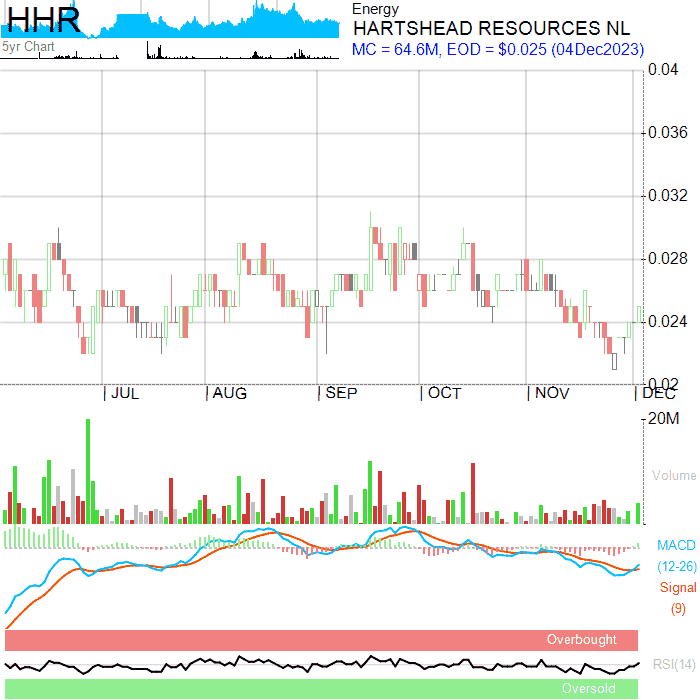 HHR
Energy
HARTSHEAD RESOURCES NL
5yr Chart
MC = 64.6M, EOD = $0.025 (04Dec2023)
0.04
0.036
0.032
0.028
0.024
0.02
JUL AUG SEP OCT NOV DEC
20M
Volume
MACD
(12-26)
Signal
(9)
Overbought
RSI(14)
Oversold